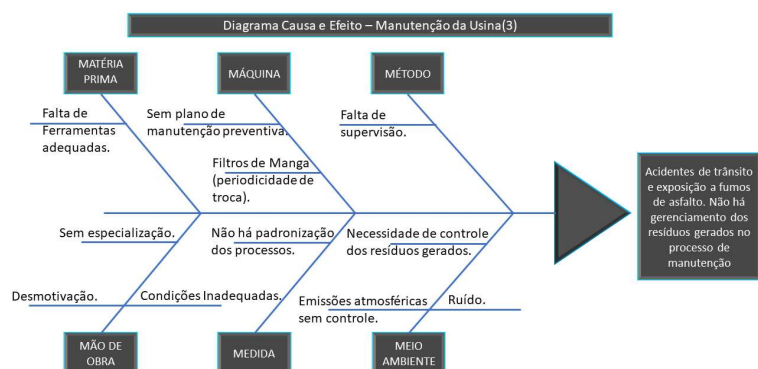 Diagrama Causa e Efeito – Manutenção da Usina(3)
MATÉRIA
PRIMA
MÁQUINA
MÉTODO
Falta de
Ferramentas
adequadas.
Sem plano de
manutenção preventiva.
Filtros de Manga
(periodicidade de
troca).
Falta de
supervisão.
Acidentes de trânsito
e exposição a fumos
de asfalto. Não há
gerenciamento dos
resíduos gerados no
processo de
manutenção
Sem especialização.
Desmotivação.
Condições Inadequadas.
Não há padronização
dos processos.
Necessidade de controle
dos resíduos gerados.
Emissões atmosféricas
sem controle.
Ruído.
MÃO DE
OBRA
MEDIDA
MEIO
AMBIENTE